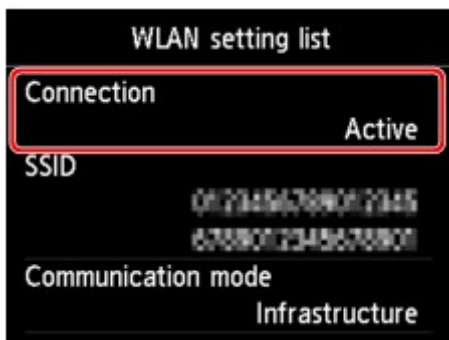 WLAN setting list
Connection
Active
SSID
Communication mode
Infrastructure